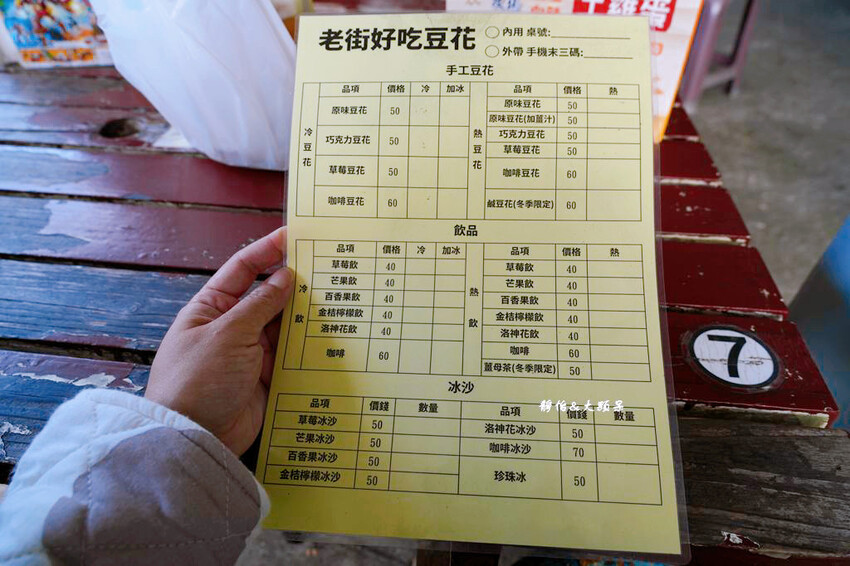 老街好吃豆花
○ 內用 桌號:
○ 外帶 手機末三碼:
手工豆花
冷豆花
品項 價格 冷 加冰
原味豆花 50
巧克力豆花 50
草莓豆花 50
咖啡豆花 60
熱豆花
品項 價格 熱
原味豆花 50
原味豆花(加薑汁) 50
巧克力豆花 50
草莓豆花 50
咖啡豆花 60
鹹豆花(冬季限定) 60
飲品
冷飲
品項 價格 冷 加冰
草莓飲 40
芒果飲 40
百香果飲 40
金桔檸檬飲 40
洛神花飲 40
咖啡 60
熱飲
品項 價格 熱
草莓飲 40
芒果飲 40
百香果飲 40
金桔檸檬飲 40
洛神花飲 40
咖啡 60
薑母茶(冬季限定) 50
冰沙
品項 價錢 數量
草莓冰沙 50
芒果冰沙 50
百香果冰沙 50
金桔檸檬冰沙 50
品項 價錢 數量
洛神花冰沙 50
咖啡冰沙 70
珍珠冰 50
7